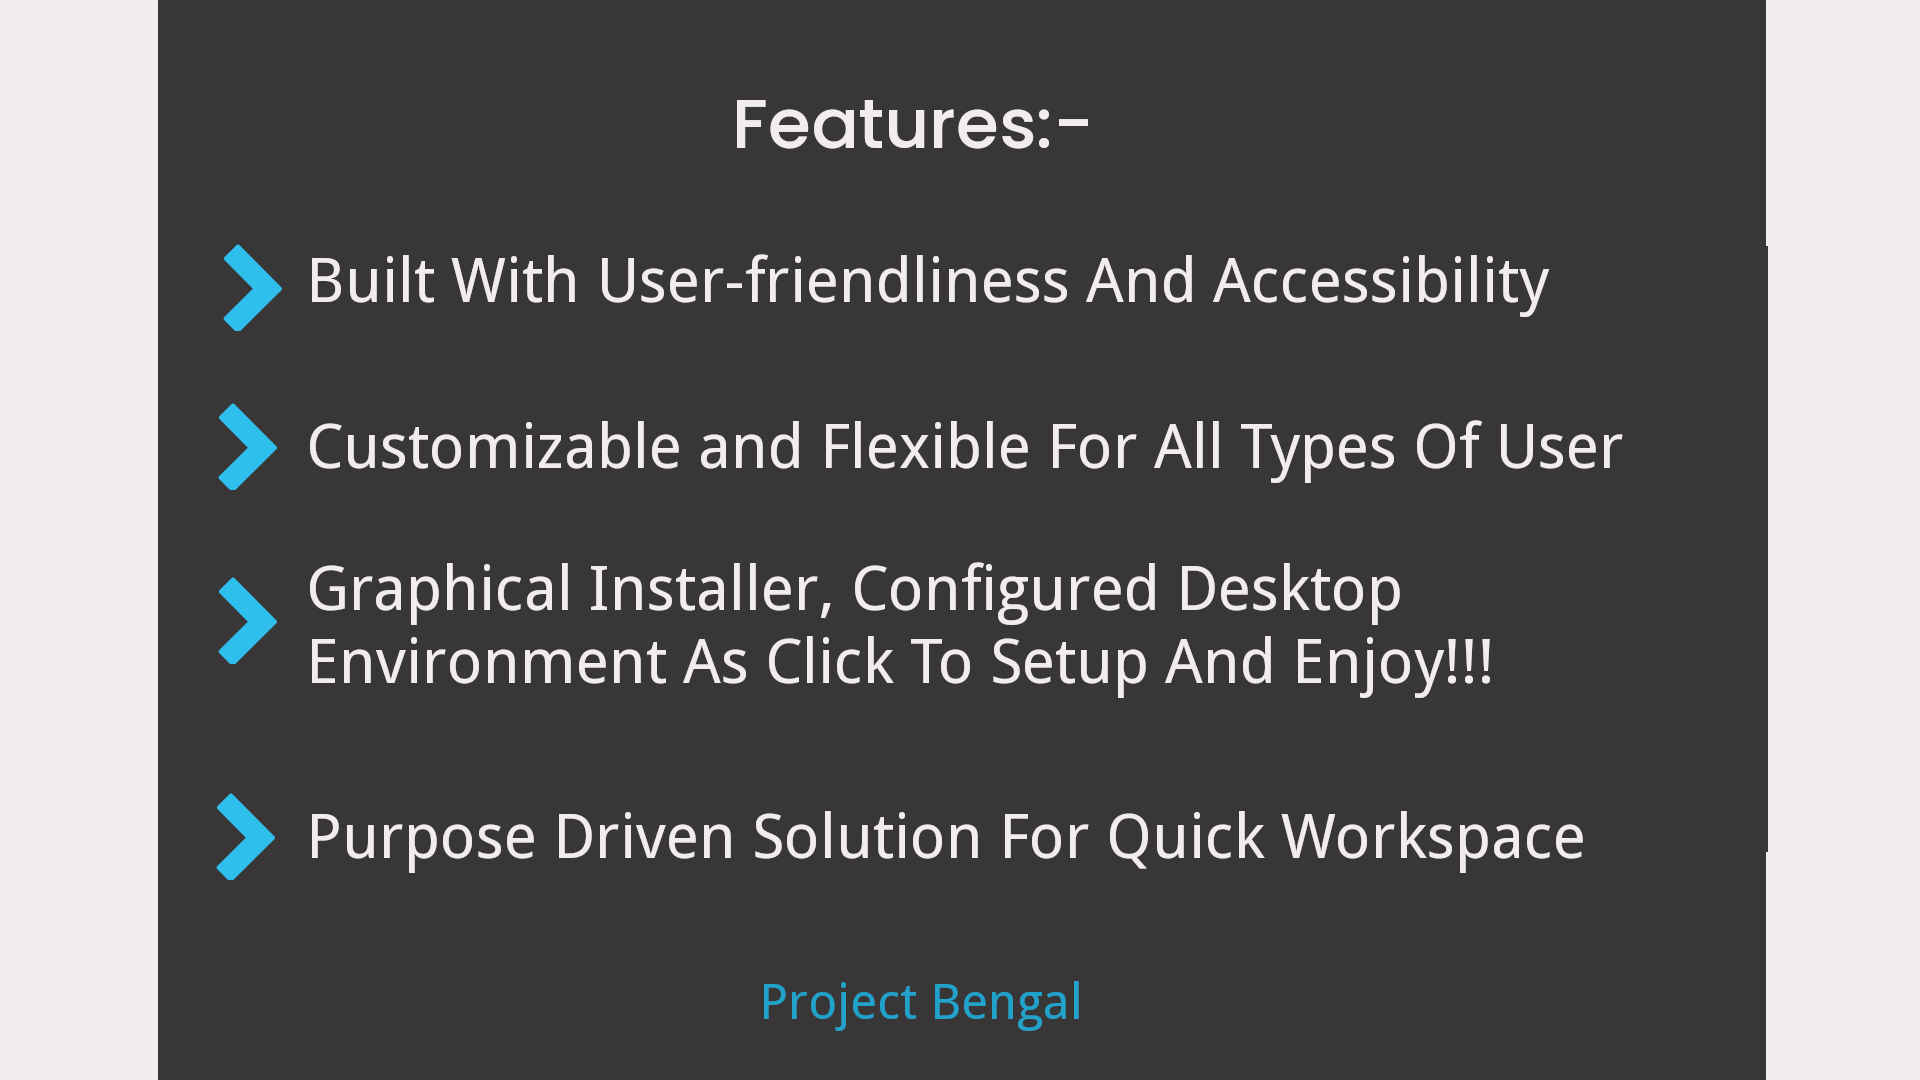 Features:-
Built With User-friendliness And Accessibility
Customizable and Flexible For All Types Of User
Graphical Installer, Configured Desktop
Environment As Click To Setup And Enjoy!!!
Purpose Driven Solution For Quick Workspace
Project Bengal